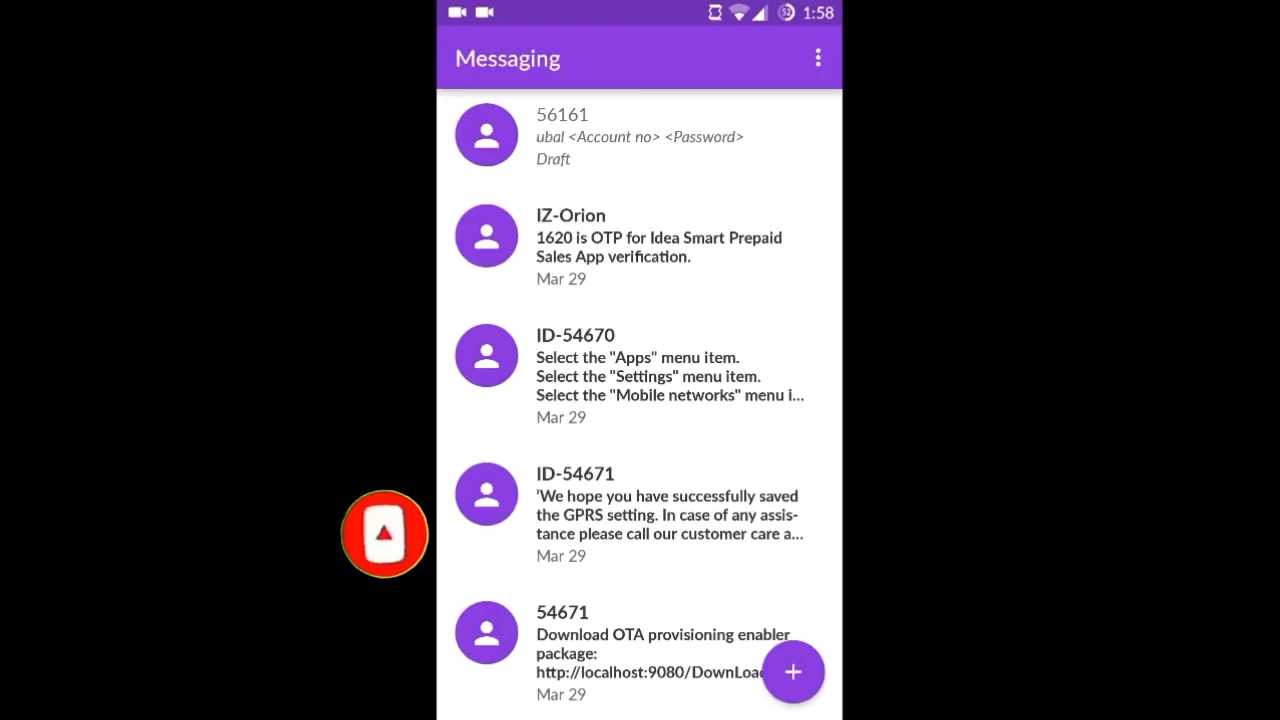 52 1:58
Messaging
56161
ubal <Account no> <Password>
Draft
IZ-Orion
1620 is OTP for Idea Smart Prepaid
Sales App verification.
Mar 29
ID-54670
Select the "Apps" menu item.
Select the "Settings" menu item.
Select the "Mobile networks" menu i...
Mar 29
ID-54671
'We hope you have successfully saved
the GPRS setting. In case of any assis-
tance please call our customer care a...
Mar 29
54671
Download OTA provisioning enabler
package:
http://localhost:9080/DownLoa
Mar 29